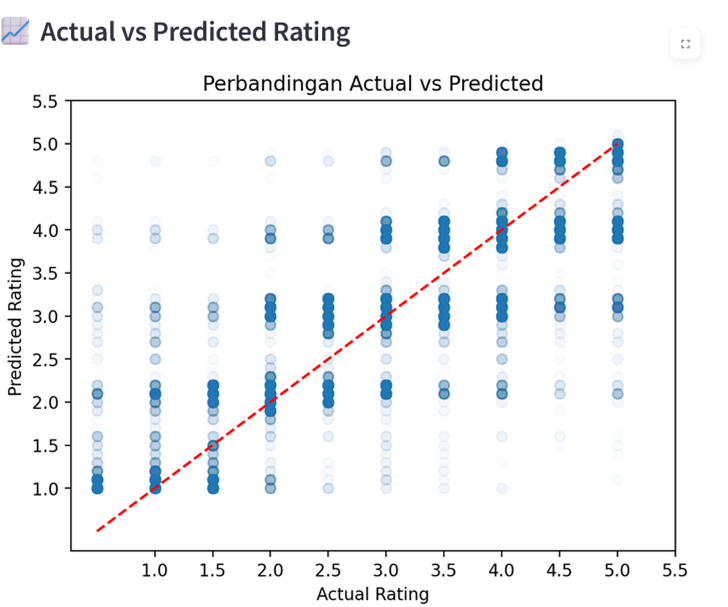 Actual vs Predicted Rating
Perbandingan Actual vs Predicted
5.5
5.0
4.5
4.0
3.5
3.0
2.5
2.0
1.5
1.0
Predicted Rating
1.0 1.5 2.0 2.5 3.0 3.5 4.0 4.5 5.0 5.5
Actual Rating